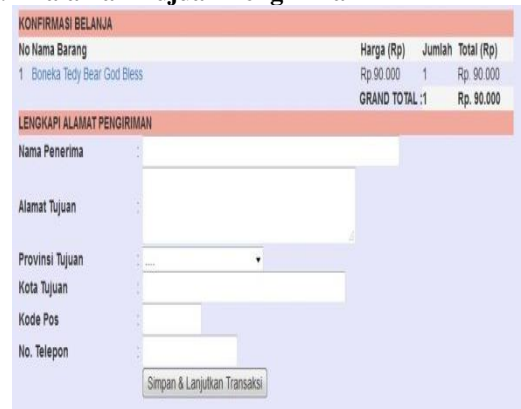 KONFIRMASI BELANJA
No Nama Barang Harga (Rp) Jumlah Total (Rp)
1 Boneka Tedy Bear God Bless Rp.90.000 1 Rp. 90.000
GRAND TOTAL :1 Rp. 90.000
LENGKAPI ALAMAT PENGIRIMAN
Nama Penerima :
Alamat Tujuan :
Provinsi Tujuan : ....
Kota Tujuan :
Kode Pos :
No. Telepon :
Simpan & Lanjutkan Transaksi